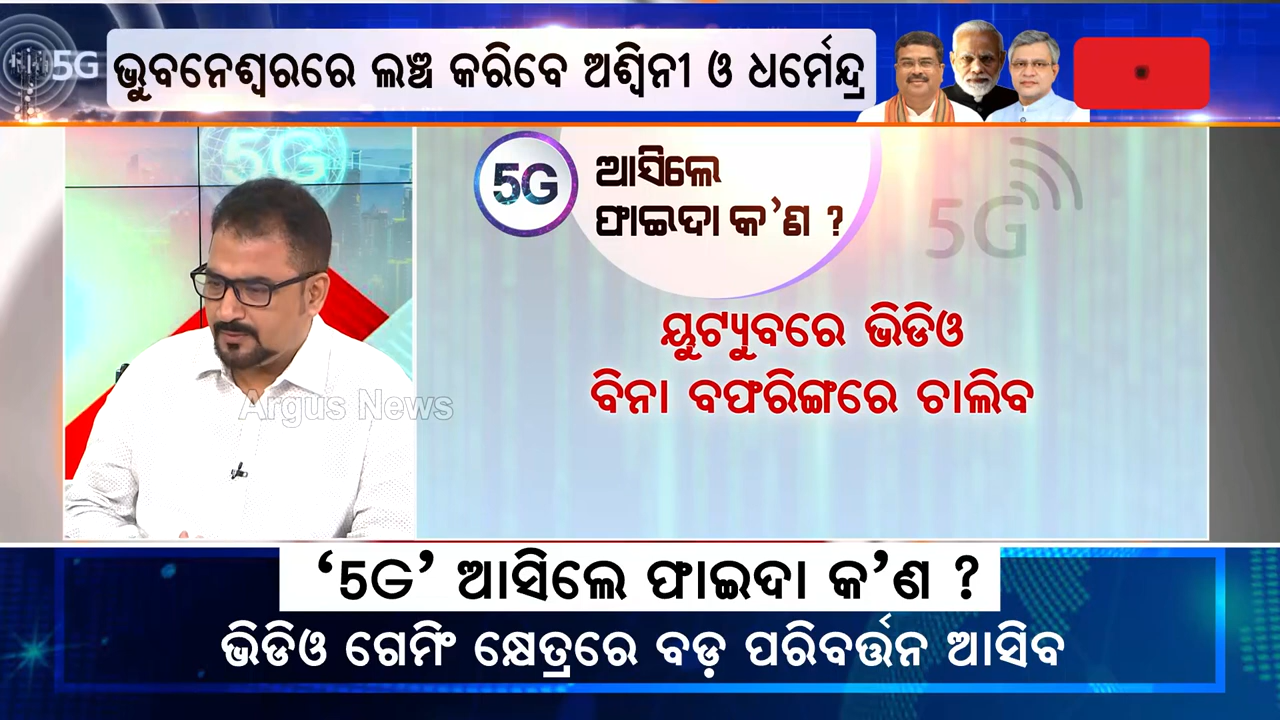 5G
ଭୁବନେଶ୍ୱରରେ ଲଞ୍ଚ କରିବେ ଅଶ୍ୱିନୀ ଓ ଧର୍ମେନ୍ଦ୍ର
5G
5G
ଆସିଲେ
ଫାଇଦା କ'ଣ ?
5G
ୟୁଟ୍ୟୁବରେ ଭିଡିଓ
ବିନା ବଫରିଙ୍ଗରେ ଚାଲିବ
Argus News
‘5G’ ଆସିଲେ ଫାଇଦା କ’ଣ ?
ଭିଡିଓ ଗେମିଂ କ୍ଷେତ୍ରରେ ବଡ଼ ପରିବର୍ତ୍ତନ ଆସିବ